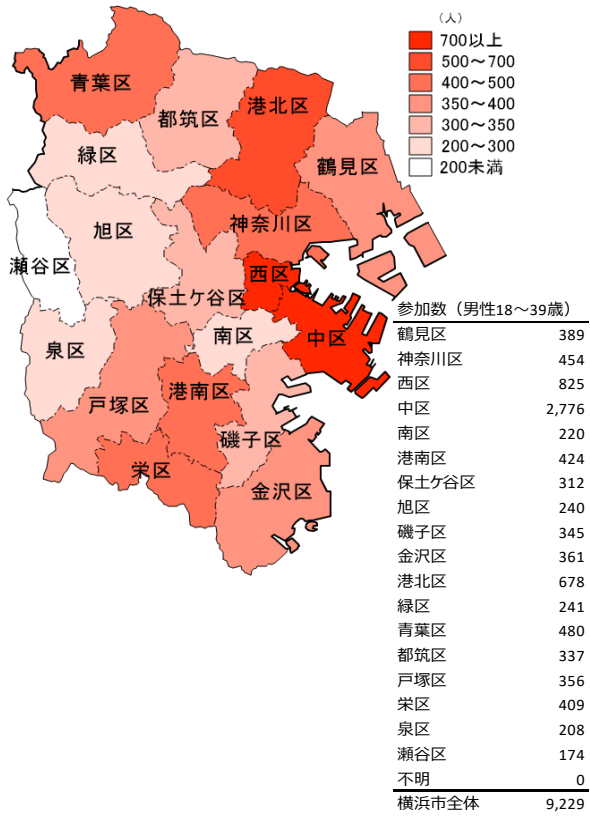 (人)
700以上
500～700
400～500
350～400
300～350
200～300
200未満
青葉区
都筑区
港北区
緑区
鶴見区
旭区
神奈川区
瀬谷区
西区
保土ケ谷区
泉区
南区
中区
戸塚区
港南区
磯子区
栄区
金沢区
参加数（男性18～39歳）
鶴見区 389
神奈川区 454
西区 825
中区 2,776
南区 220
港南区 424
保土ケ谷区 312
旭区 240
磯子区 345
金沢区 361
港北区 678
緑区 241
青葉区 480
都筑区 337
戸塚区 356
栄区 409
泉区 208
瀬谷区 174
不明 0
横浜市全体 9,229